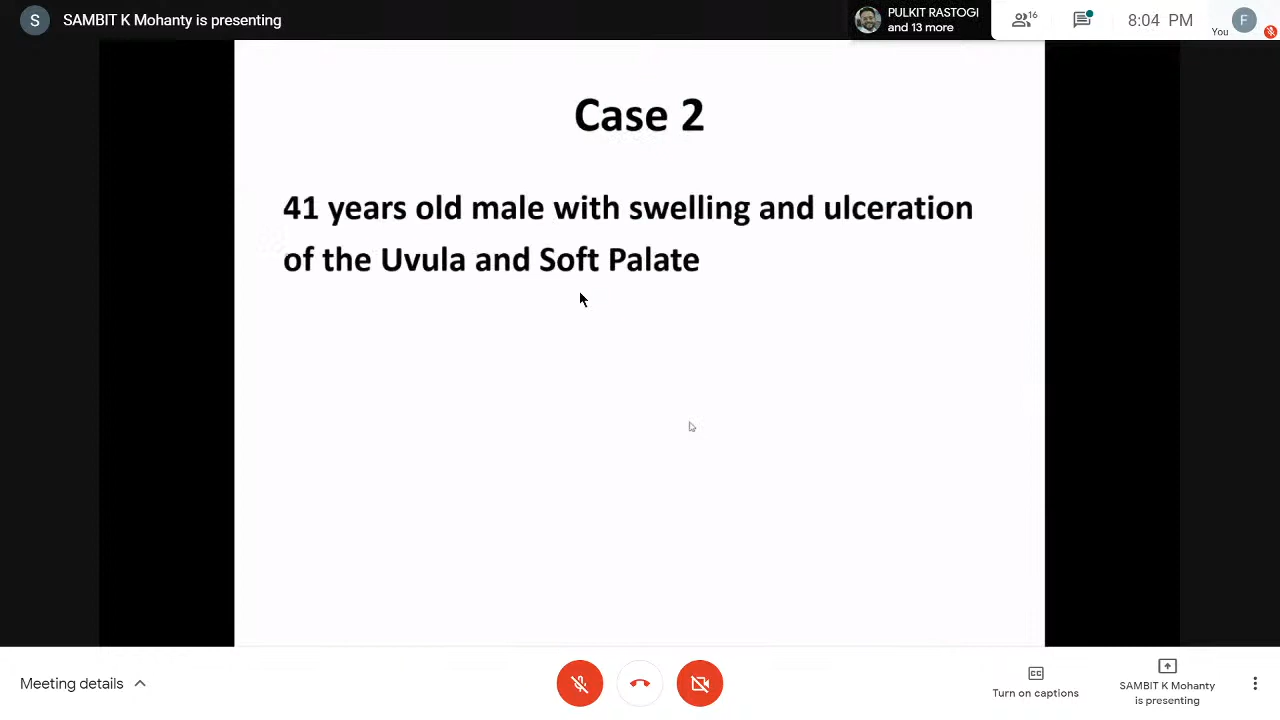 S SAMBIT K Mohanty is presenting
PULKIT RASTOGI
and 13 more
16
8:04 PM
You
F
Case 2
41 years old male with swelling and ulceration
of the Uvula and Soft Palate
Meeting details
CC
Turn on captions
SAMBIT K Mohanty
is presenting